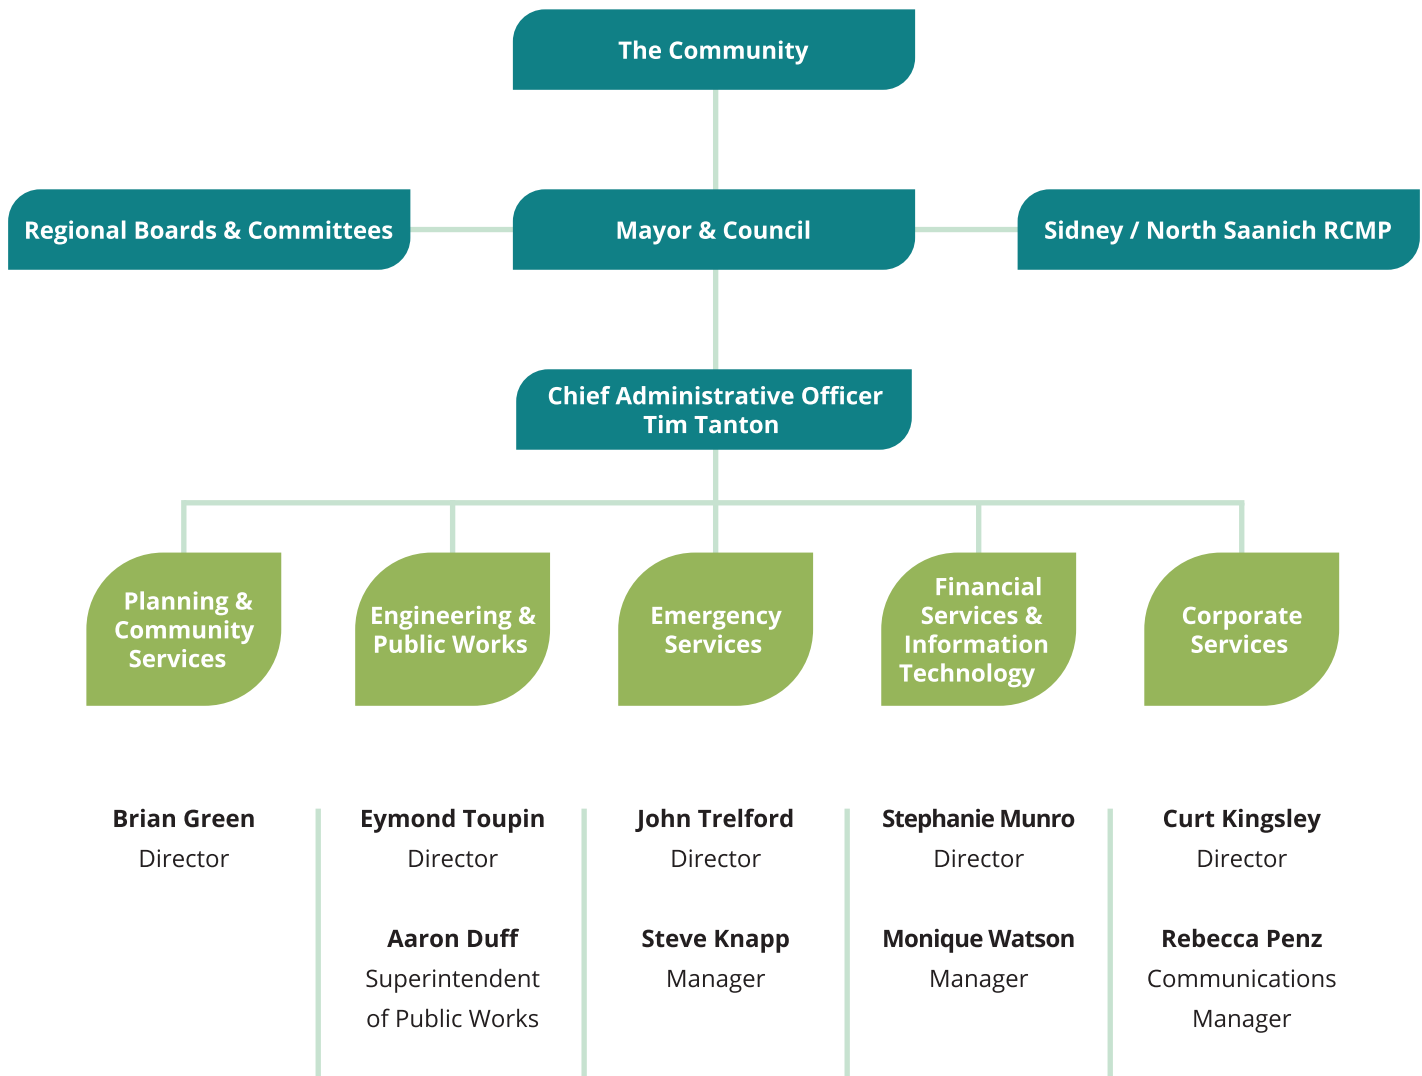 The Community
Regional Boards & Committees
Mayor & Council
Sidney / North Saanich RCMP
Chief Administrative Officer
Tim Tanton
Planning &
Community
Services
Engineering &
Public Works
Emergency
Services
Financial
Services &
Information
Technology
Corporate
Services
Brian Green
Director
Eymond Toupin
Director
Aaron Duff
Superintendent
of Public Works
John Trelford
Director
Steve Knapp
Manager
Stephanie Munro
Director
Monique Watson
Manager
Curt Kingsley
Director
Rebecca Penz
Communications
Manager